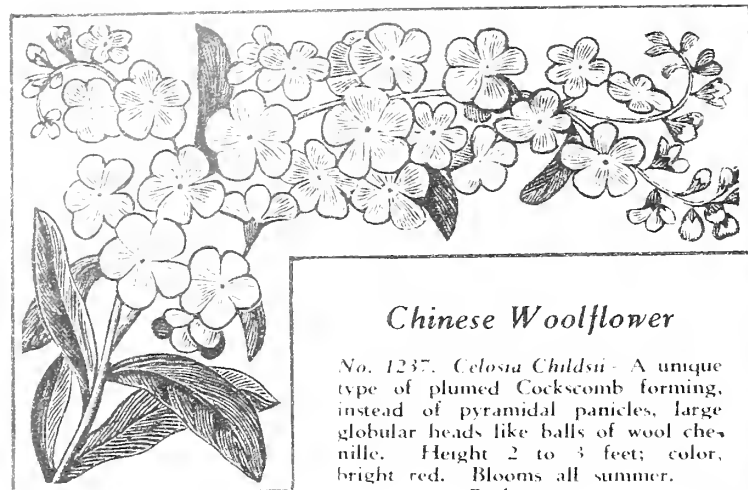 Chinese Woolflower
No. 1237. Celosia Childsii - A unique
type of plumed Cockscomb forming,
instead of pyramidal panicles, large
globular heads like balls of wool che-
nille. Height 2 to 3 feet; color,
bright red. Blooms all summer.